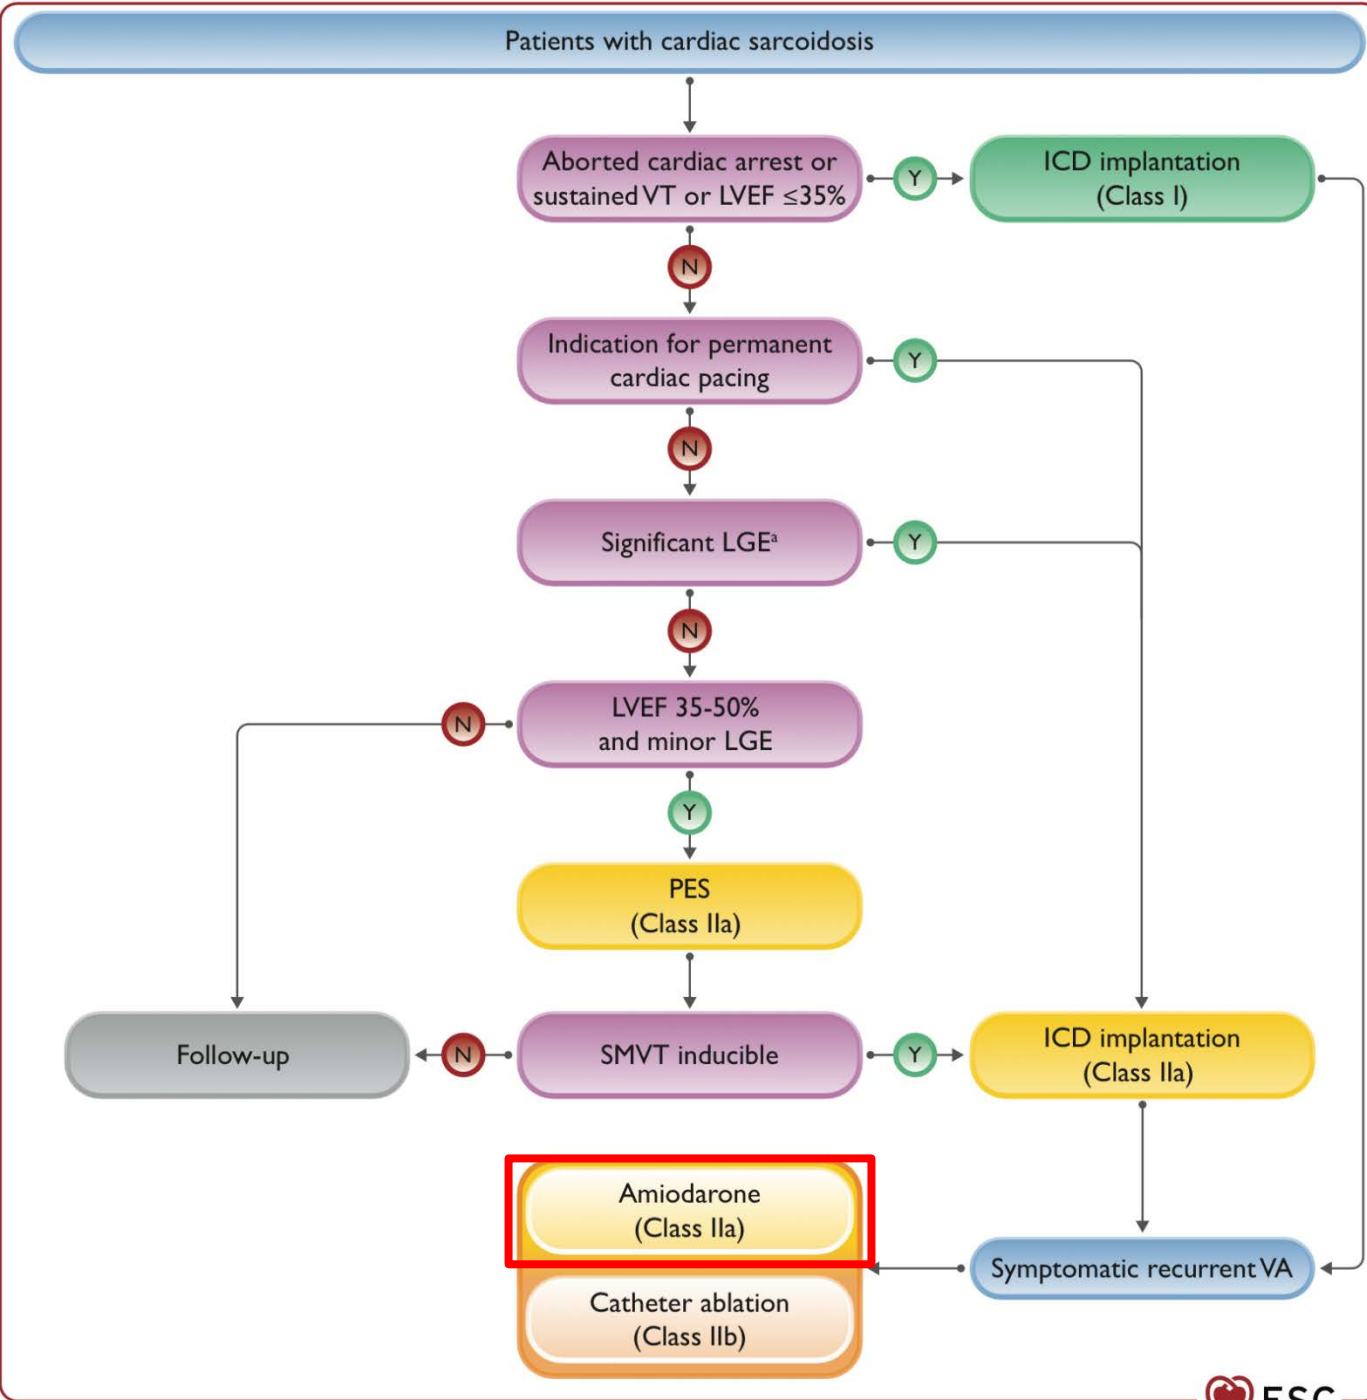 Patients with cardiac sarcoidosis
Aborted cardiac arrest or
sustained VT or LVEF ≤35%
Y
ICD implantation
(Class I)
N
Indication for permanent
cardiac pacing
Y
N
Significant LGEᵃ
Y
N
LVEF 35-50%
and minor LGE
N
Y
PES
(Class IIa)
Follow-up
N
SMVT inducible
Y
ICD implantation
(Class IIa)
Amiodarone
(Class IIa)
Symptomatic recurrent VA
Catheter ablation
(Class IIb)
ESC